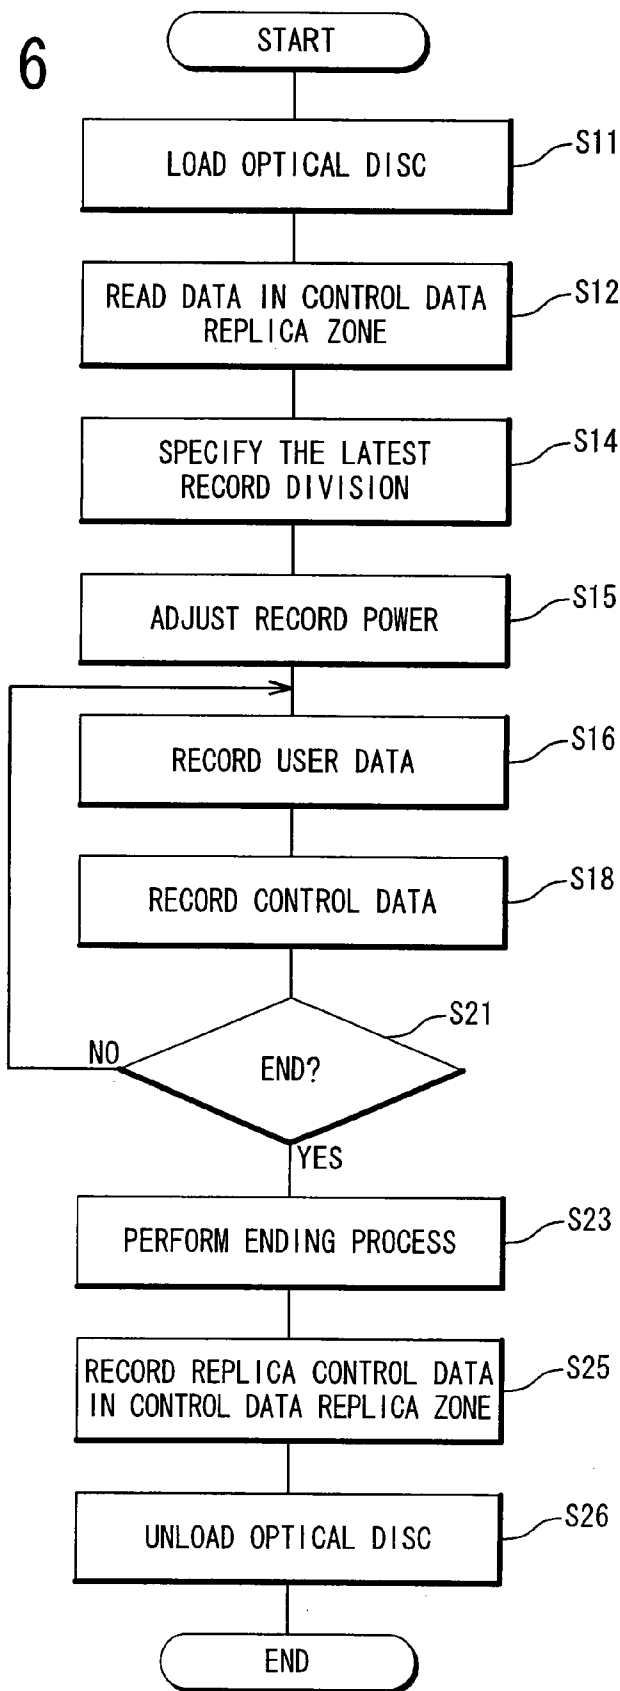 6
START
LOAD OPTICAL DISC
S11
READ DATA IN CONTROL DATA
REPLICA ZONE
S12
SPECIFY THE LATEST
RECORD DIVISION
S14
ADJUST RECORD POWER
S15
RECORD USER DATA
S16
RECORD CONTROL DATA
S18
END?
S21
NO
YES
PERFORM ENDING PROCESS
S23
RECORD REPLICA CONTROL DATA
IN CONTROL DATA REPLICA ZONE
S25
UNLOAD OPTICAL DISC
S26
END